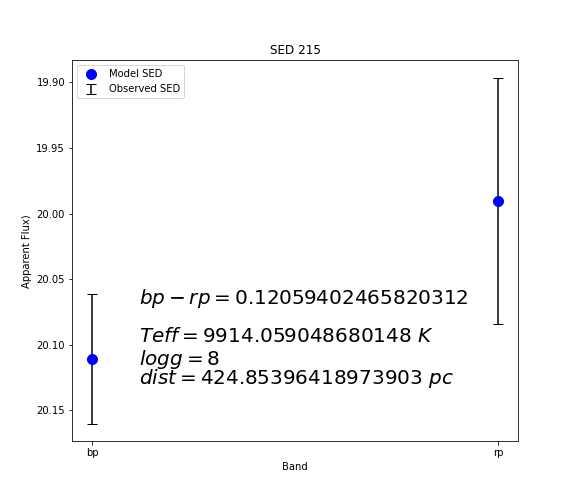 SED 215
Model SED
Observed SED
19.90
19.95
20.00
20.05
20.10
20.15
Apparent Flux)
bp − rp = 0.12059402465820312
Teff = 9914.059048680148 K
logg = 8
dist = 424.85396418973903 pc
bp
rp
Band